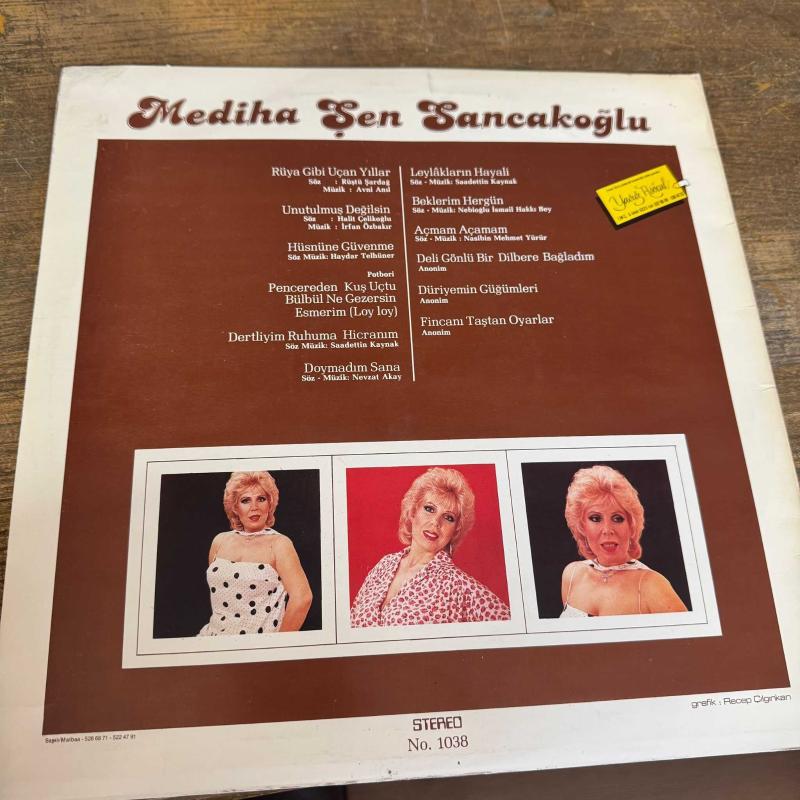 Mediha Şen Sancakoğlu
Rüya Gibi Uçan Yıllar
Söz : Rüştü Şardağ
Müzik : Avni Anıl
Unutulmuş Değilsin
Söz : Halit Çelikoğlu
Müzik : İrfan Özbakır
Hüsnüne Güvenme
Söz Müzik: Haydar Telhüner
Potbori
Pencereden Kuş Uçtu
Bülbül Ne Gezersin
Esmerim (Loy loy)
Dertliyim Ruhuma Hicranım
Söz Müzik: Saadettin Kaynak
Doymadım Sana
Söz - Müzik: Nevzat Akay
Leylâkların Hayali
Söz - Müzik: Saadettin Kaynak
Beklerim Hergün
Söz - Müzik: Nebioğlu İsmail Hakkı Bey
Açmam Açamam
Söz - Müzik : Nasibin Mehmet Yürür
Deli Gönlü Bir Dilbere Bağladım
Anonim
Düriyemin Güğümleri
Anonim
Fincanı Taştan Oyarlar
Anonim
grafik : Recep Çılgırıkan
STEREO
No. 1038